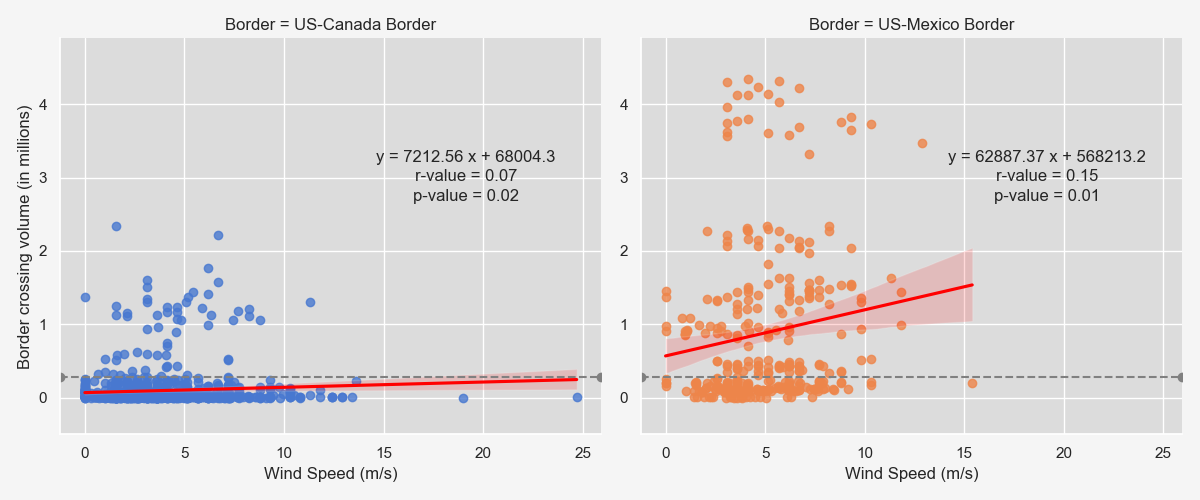 Border = US-Canada Border
Border = US-Mexico Border
Border crossing volume (in millions)
4
3
2
1
0
y = 7212.56 x + 68004.3
r-value = 0.07
p-value = 0.02
0
5
10
15
20
25
Wind Speed (m/s)
4
3
2
1
0
y = 62887.37 x + 568213.2
r-value = 0.15
p-value = 0.01
0
5
10
15
20
25
Wind Speed (m/s)